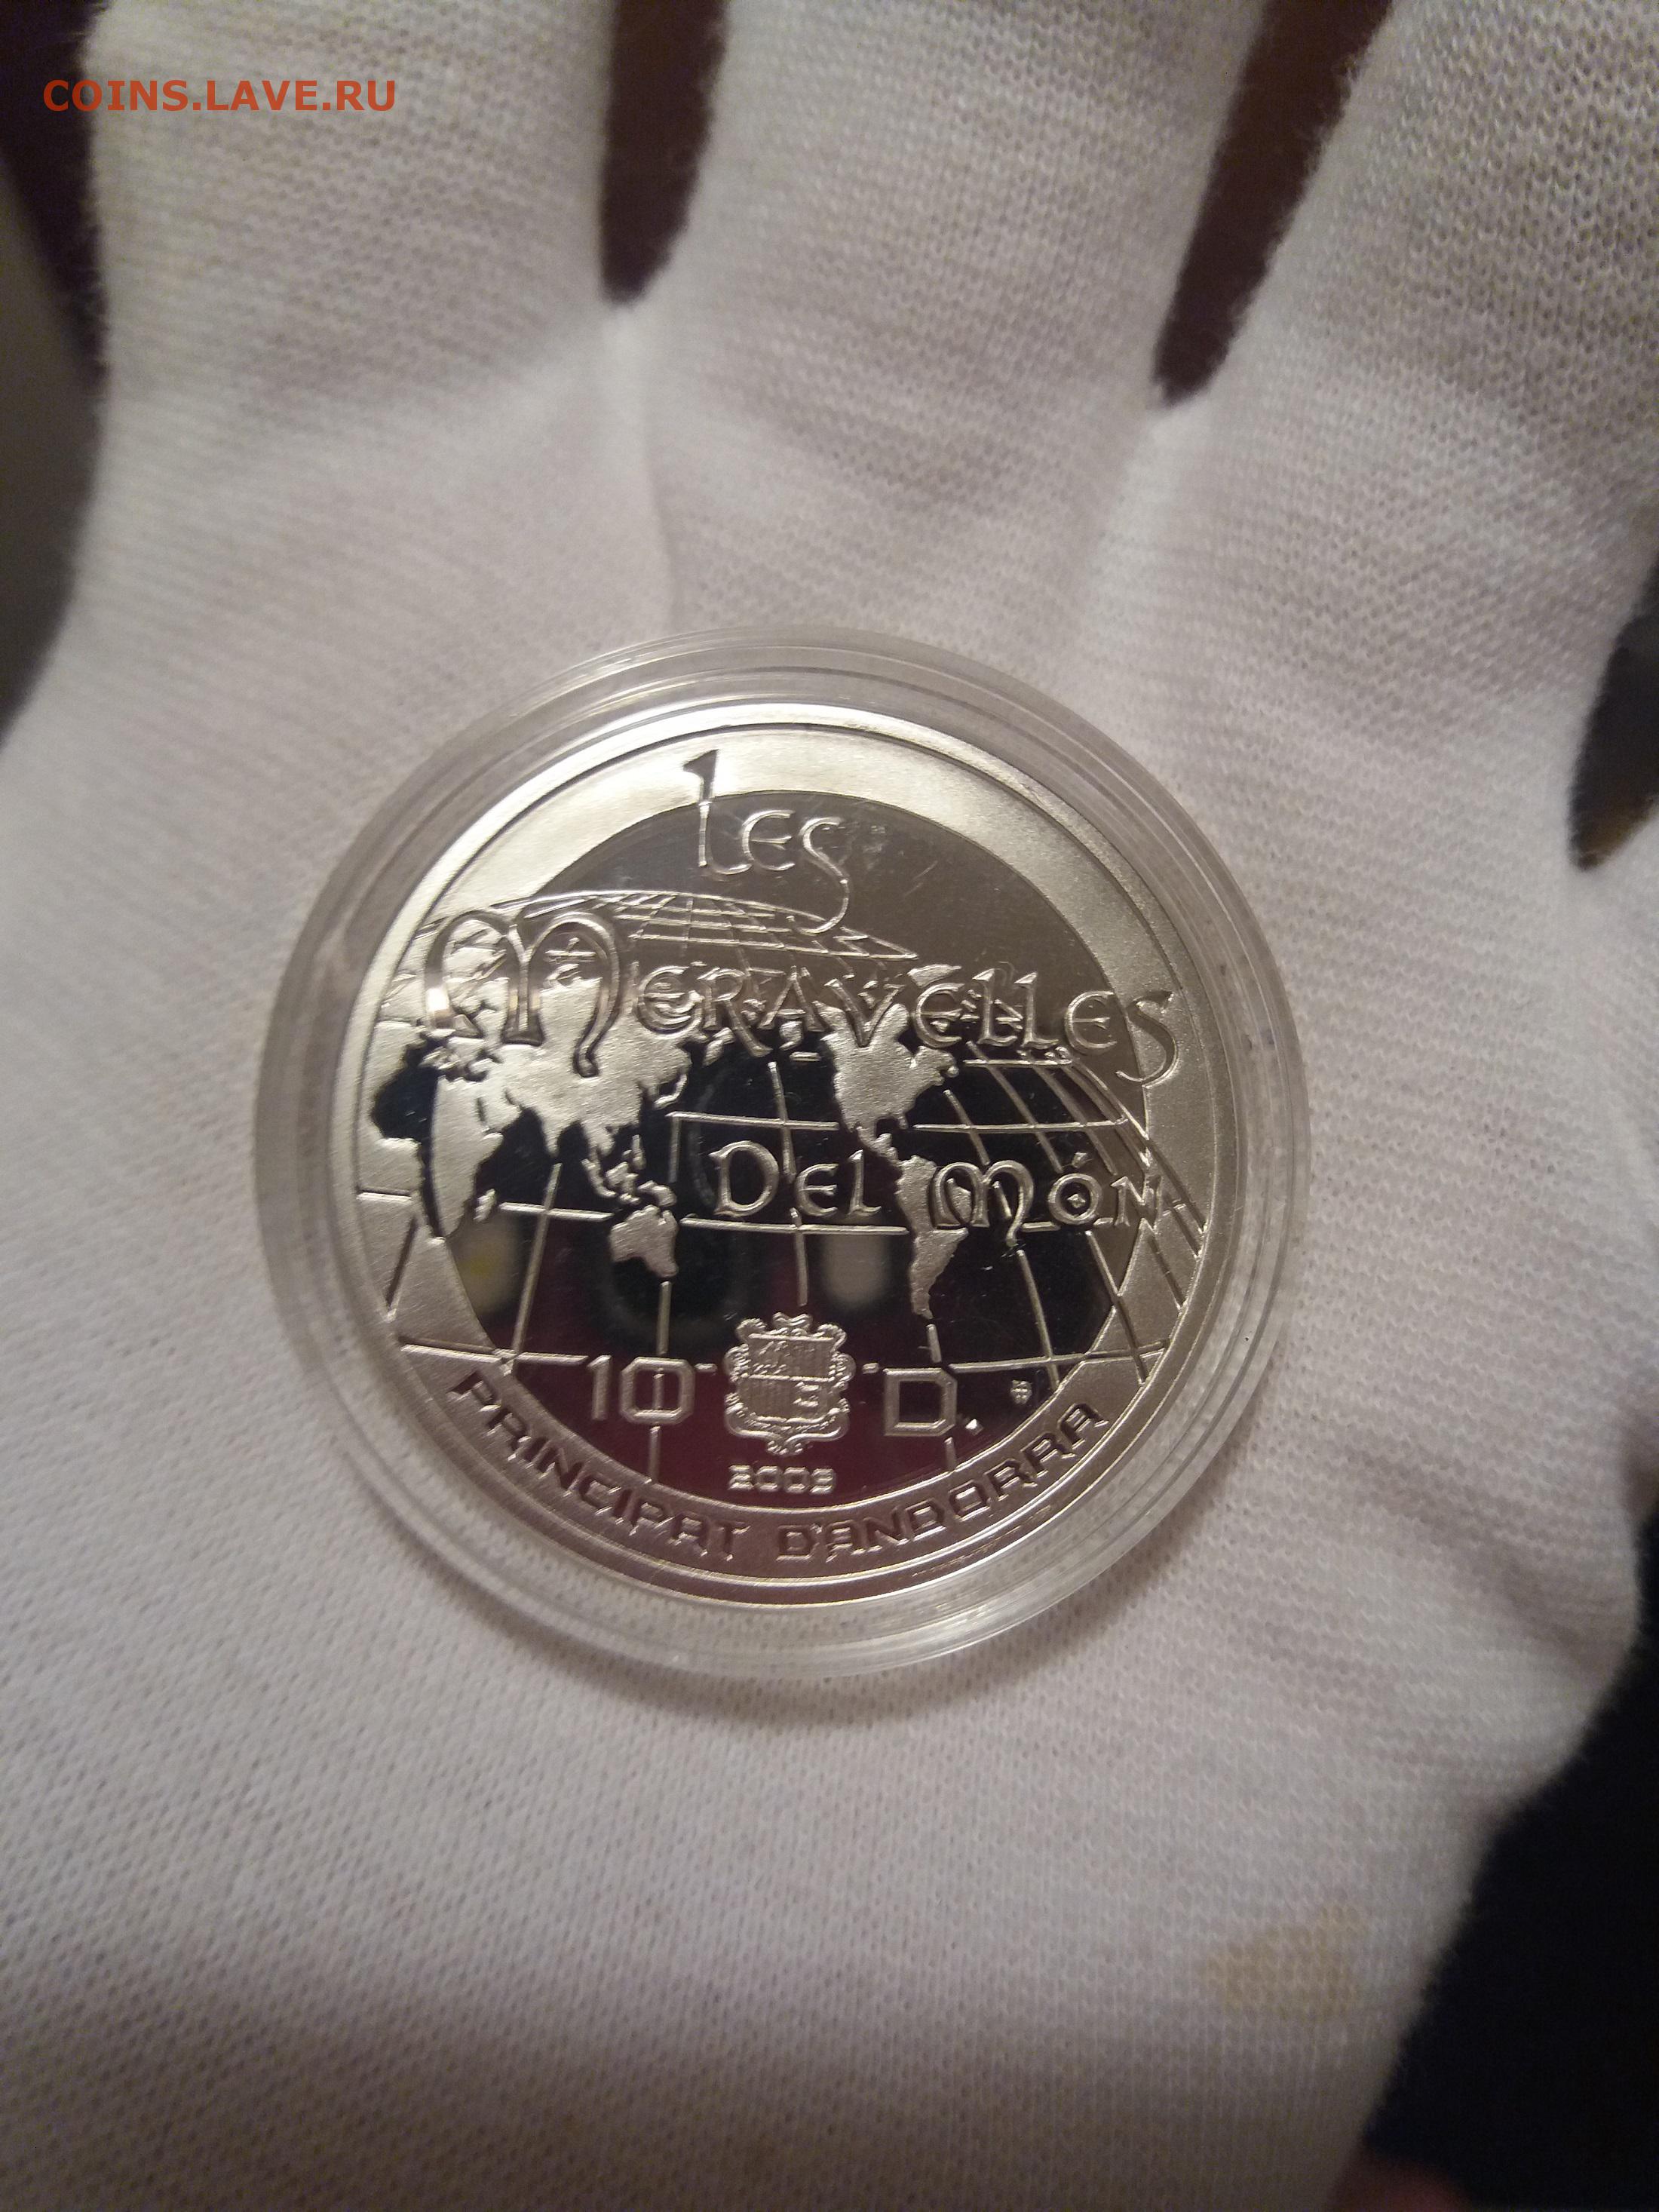 COINS.LAVE.RU
LES
MERAVELLES
DEL MÓN
10 D.
2009
PRINCIPAT D'ANDORRA